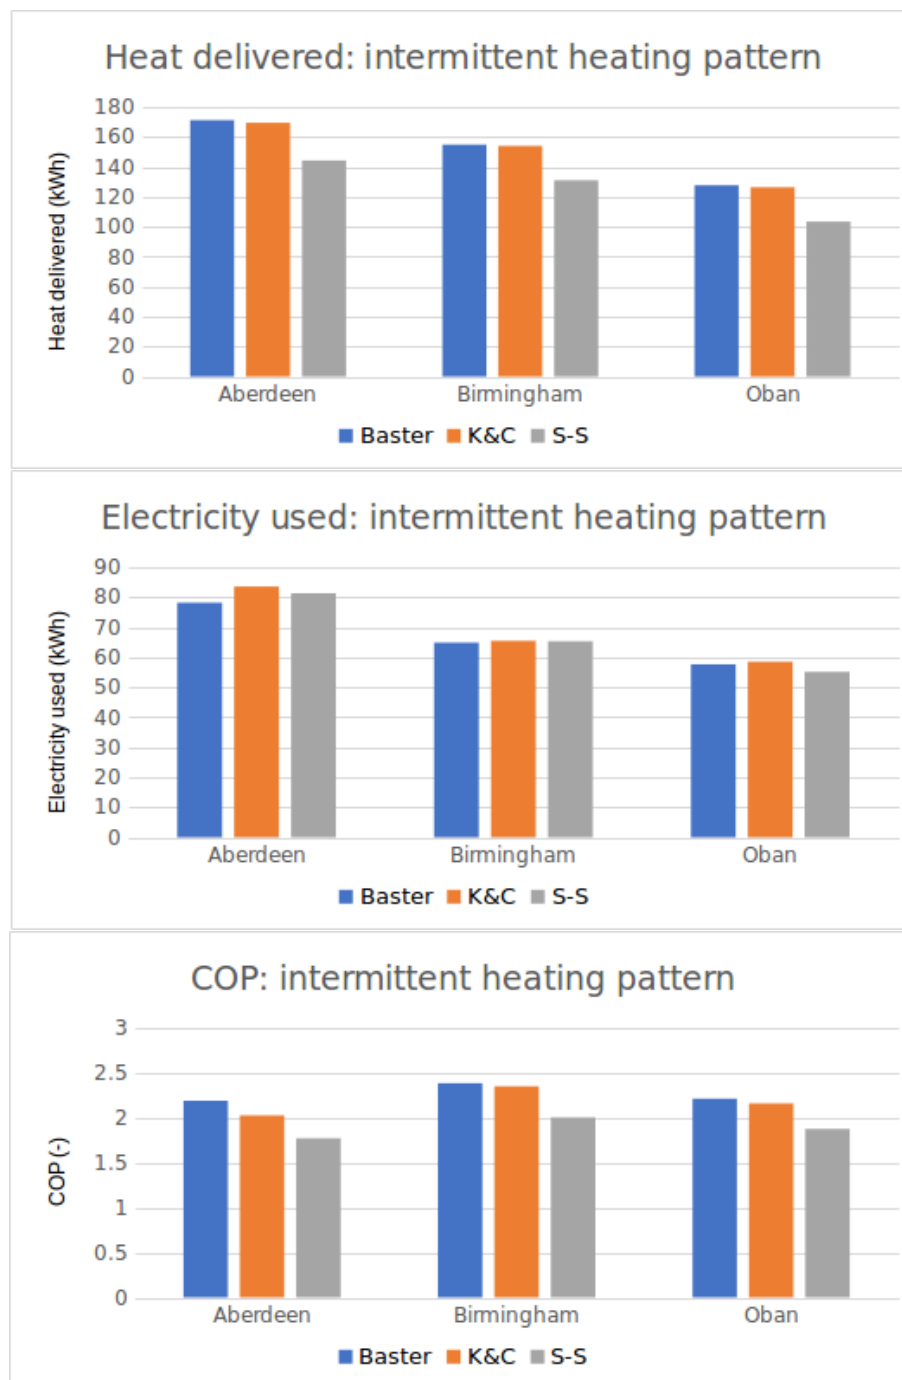 Heat delivered: intermittent heating pattern
Heat delivered (kWh)
180
160
140
120
100
80
60
40
20
0
Aberdeen Birmingham Oban
Baster K&C S-S
Electricity used: intermittent heating pattern
Electricity used (kWh)
90
80
70
60
50
40
30
20
10
0
Aberdeen Birmingham Oban
Baster K&C S-S
COP: intermittent heating pattern
COP (-)
3
2.5
2
1.5
1
0.5
0
Aberdeen Birmingham Oban
Baster K&C S-S